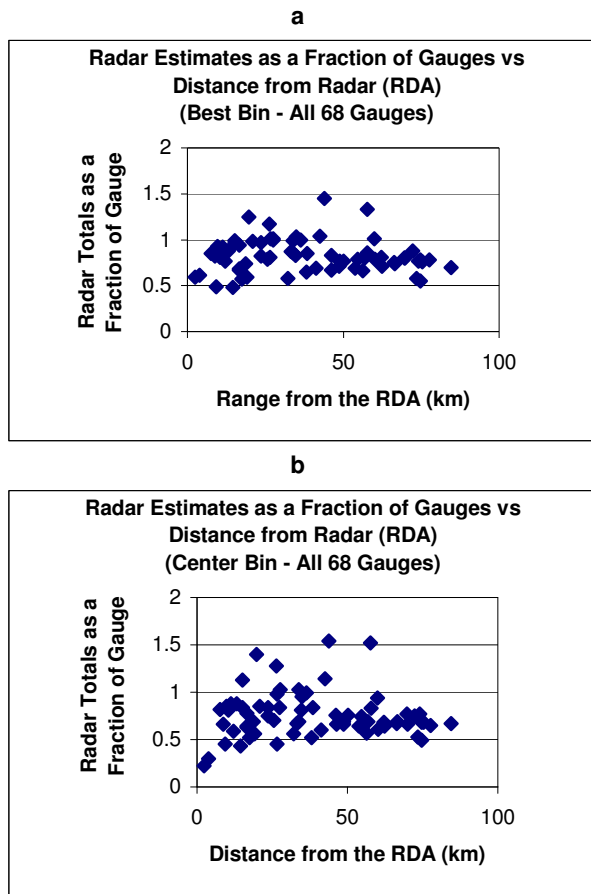 a
Radar Estimates as a Fraction of Gauges vs
Distance from Radar (RDA)
(Best Bin - All 68 Gauges)
Radar Totals as a
Fraction of Gauge
2
1.5
1
0.5
0
0 50 100
Range from the RDA (km)
b
Radar Estimates as a Fraction of Gauges vs
Distance from Radar (RDA)
(Center Bin - All 68 Gauges)
Radar Totals as a
Fraction of Gauge
2
1.5
1
0.5
0
0 50 100
Distance from the RDA (km)